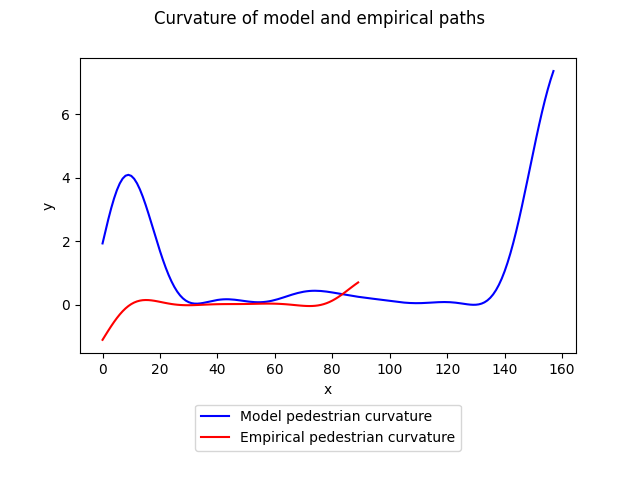 Curvature of model and empirical paths
y
6
4
2
0
0 20 40 60 80 100 120 140 160
x
Model pedestrian curvature
Empirical pedestrian curvature